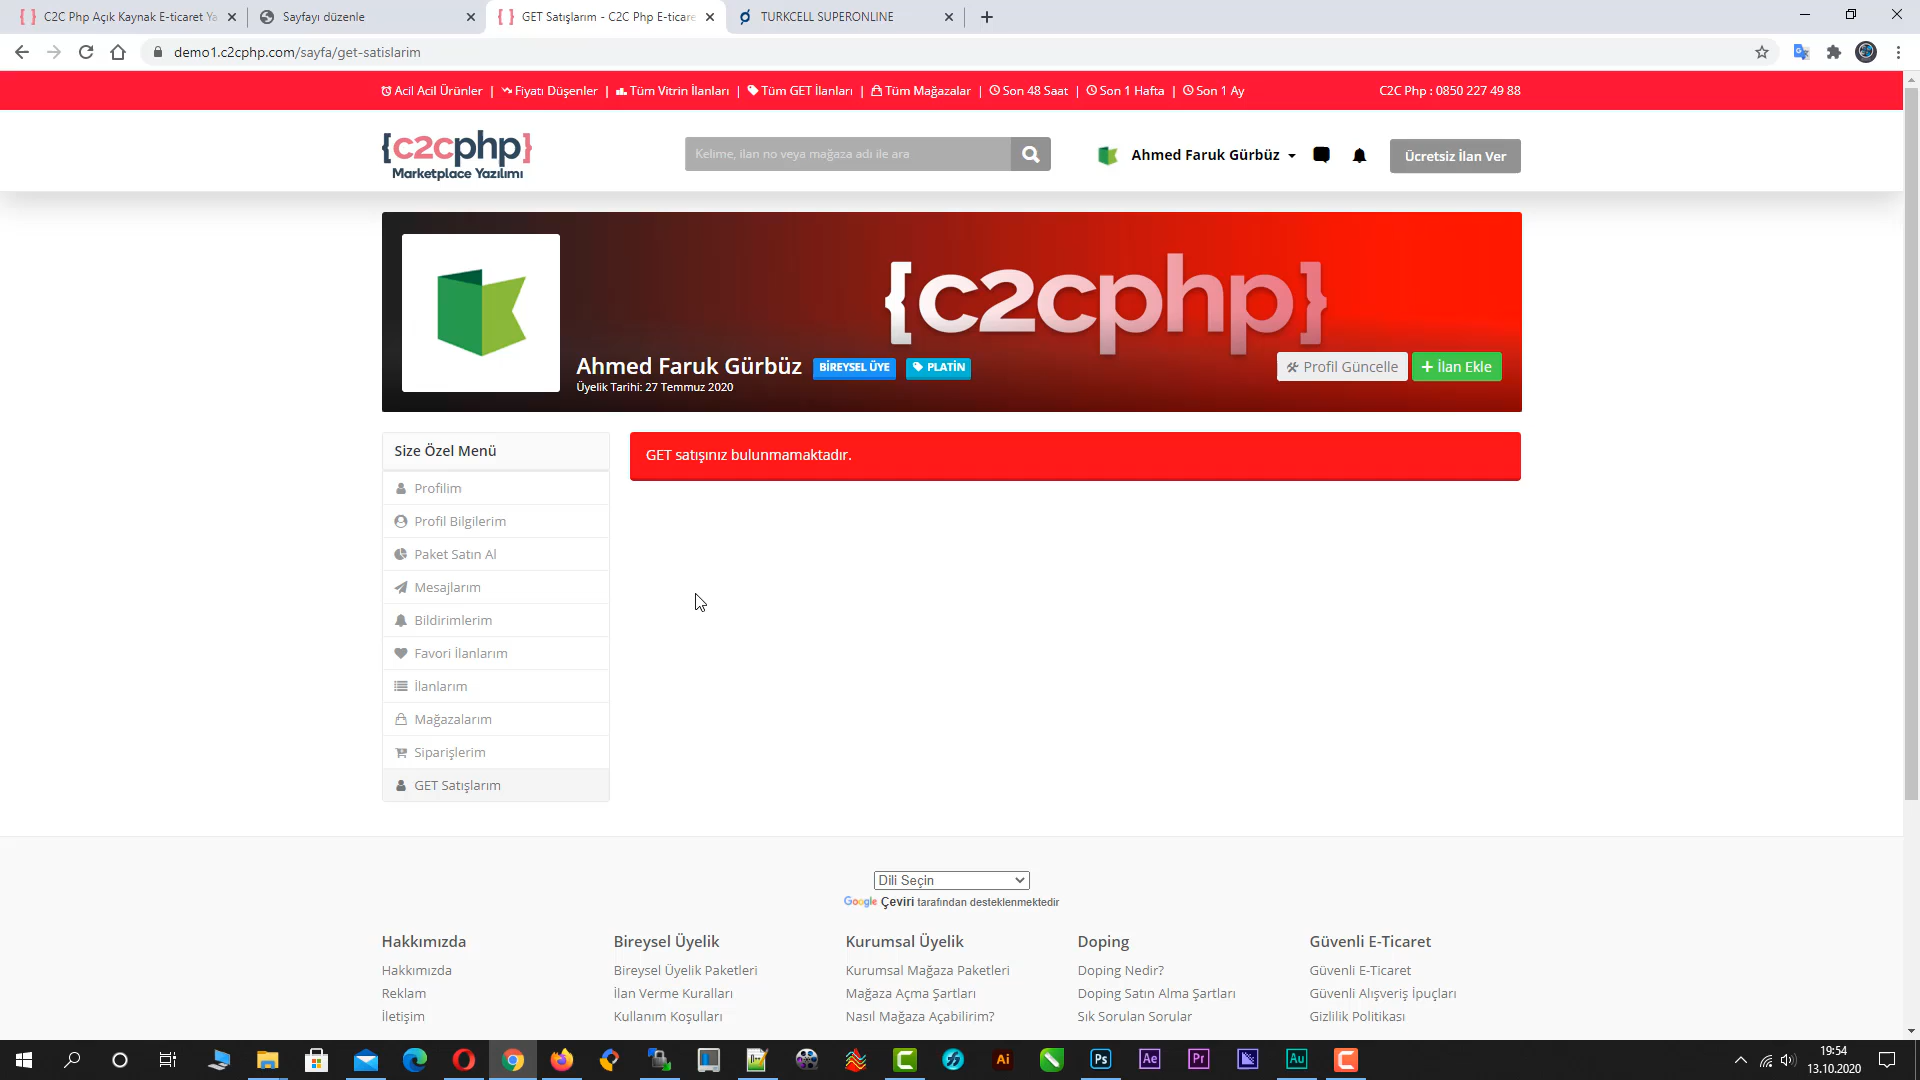 C2C Php Açık Kaynak E-ticaret Ya
Sayfayı düzenle
GET Satışlarım - C2C Php E-ticare
TURKCELL SUPERONLINE
demo1.c2cphp.com/sayfa/get-satislarim
Acil Acil Ürünler | Fiyatı Düşenler | Tüm Vitrin İlanları | Tüm GET İlanları | Tüm Mağazalar | Son 48 Saat | Son 1 Hafta | Son 1 Ay
C2C Php : 0850 227 49 88
{c2cphp}
Marketplace Yazılımı
Kelime, ilan no veya mağaza adı ile ara
Ahmed Faruk Gürbüz
Ücretsiz İlan Ver
{c2cphp}
Ahmed Faruk Gürbüz BİREYSEL ÜYE PLATİN
Üyelik Tarihi: 27 Temmuz 2020
Profil Güncelle
+ İlan Ekle
Size Özel Menü
Profilim
Profil Bilgilerim
Paket Satın Al
Mesajlarım
Bildirimlerim
Favori İlanlarım
İlanlarım
Mağazalarım
Siparişlerim
GET Satışlarım
GET satışınız bulunmamaktadır.
Dili Seçin
Google Çeviri tarafından desteklenmektedir
Hakkımızda
Hakkımızda
Reklam
İletişim
Bireysel Üyelik
Bireysel Üyelik Paketleri
İlan Verme Kuralları
Kullanım Koşulları
Kurumsal Üyelik
Kurumsal Mağaza Paketleri
Mağaza Açma Şartları
Nasıl Mağaza Açabilirim?
Doping
Doping Nedir?
Doping Satın Alma Şartları
Sık Sorulan Sorular
Güvenli E-Ticaret
Güvenli E-Ticaret
Güvenli Alışveriş İpuçları
Gizlilik Politikası
Ai
Ps
Ae
Pr
Au
19:54
13.10.2020